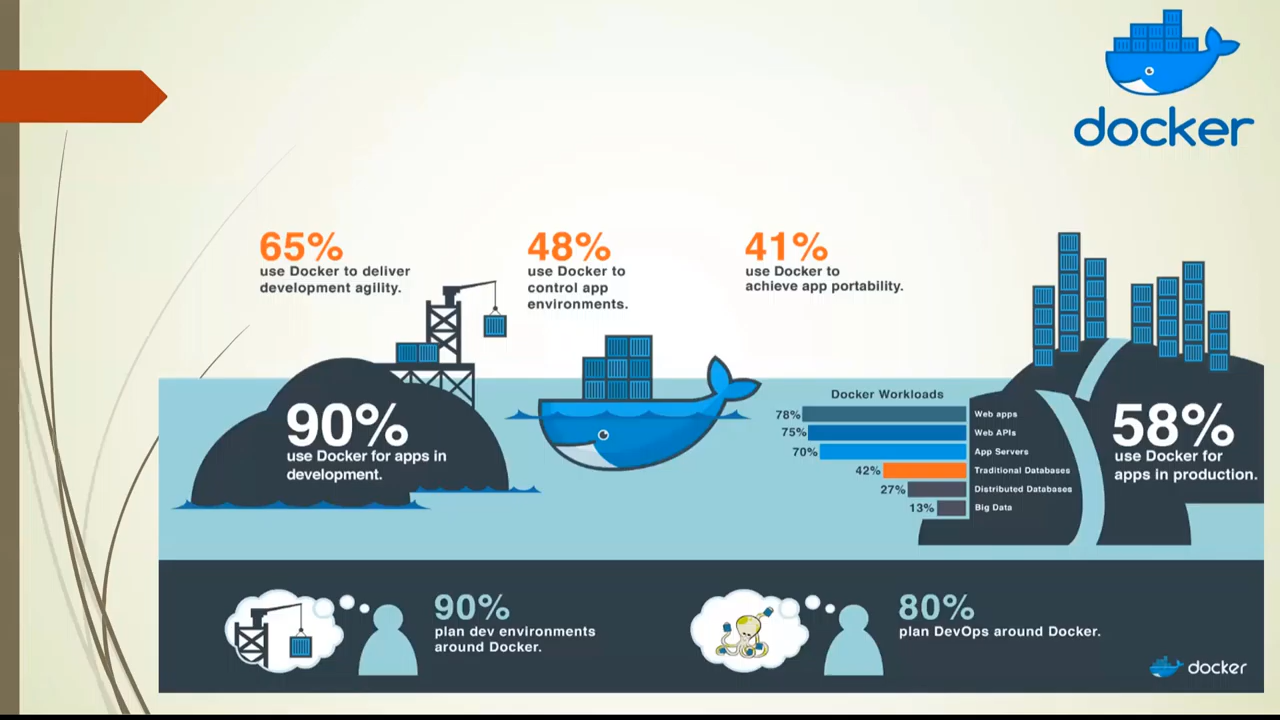 docker
65%
use Docker to deliver
development agility.
48%
use Docker to
control app
environments.
41%
use Docker to
achieve app portability.
90%
use Docker for apps in
development.
Docker Workloads
78% Web apps
75% Web APIs
70% App Servers
42% Traditional Databases
27% Distributed Databases
13% Big Data
58%
use Docker for
apps in production.
90%
plan dev environments
around Docker.
80%
plan DevOps around Docker.
docker